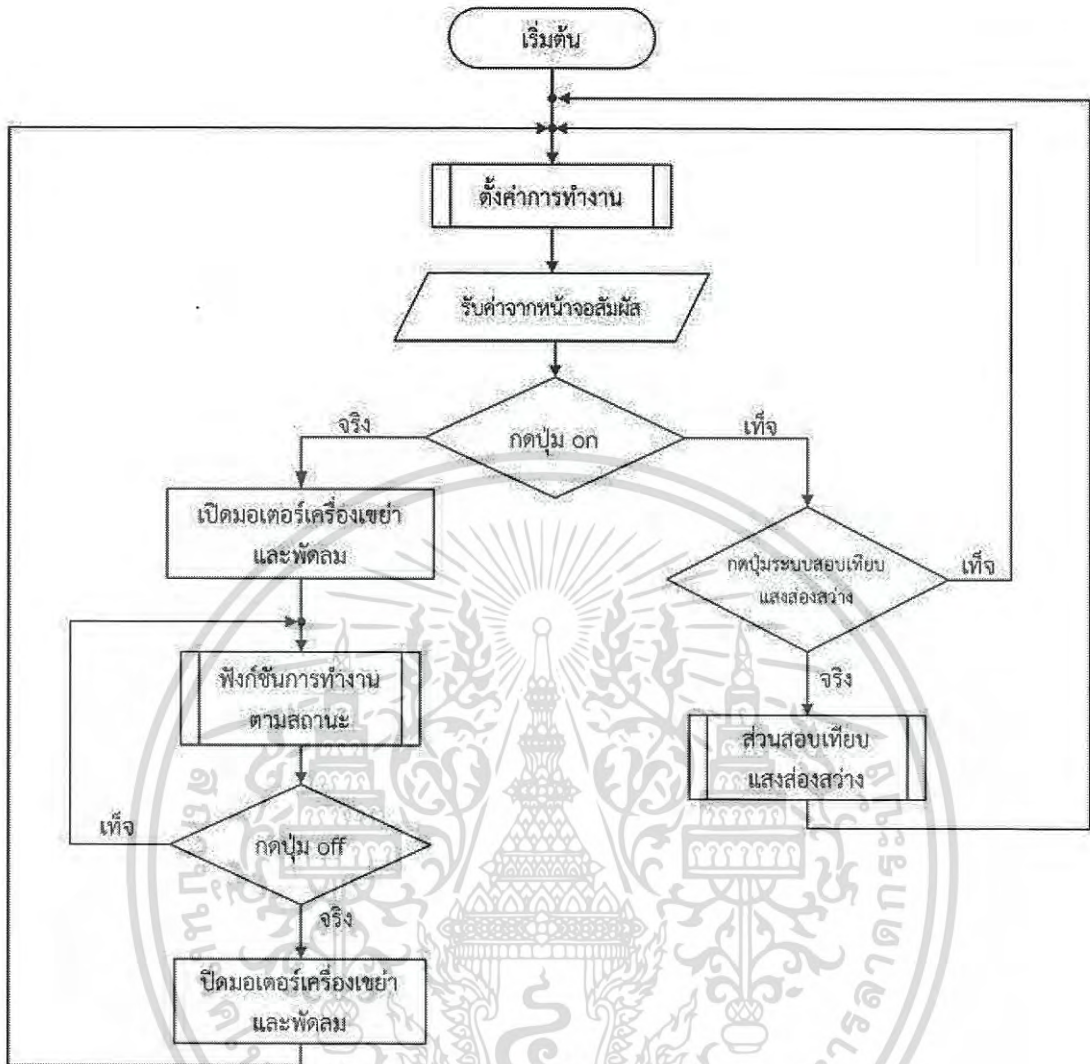 เริ่มต้น
ตั้งค่าการทำงาน
รับค่าจากหน้าจอสัมผัส
กดปุ่ม on
จริง
เท็จ
เปิดมอเตอร์เครื่องเขย่า
และพัดลม
กดปุ่มระบบสอบเทียบ
แสงส่องสว่าง
เท็จ
จริง
ฟังก์ชันการทำงาน
ตามสถานะ
ส่วนสอบเทียบ
แสงส่องสว่าง
เท็จ
กดปุ่ม off
จริง
ปิดมอเตอร์เครื่องเขย่า
และพัดลม